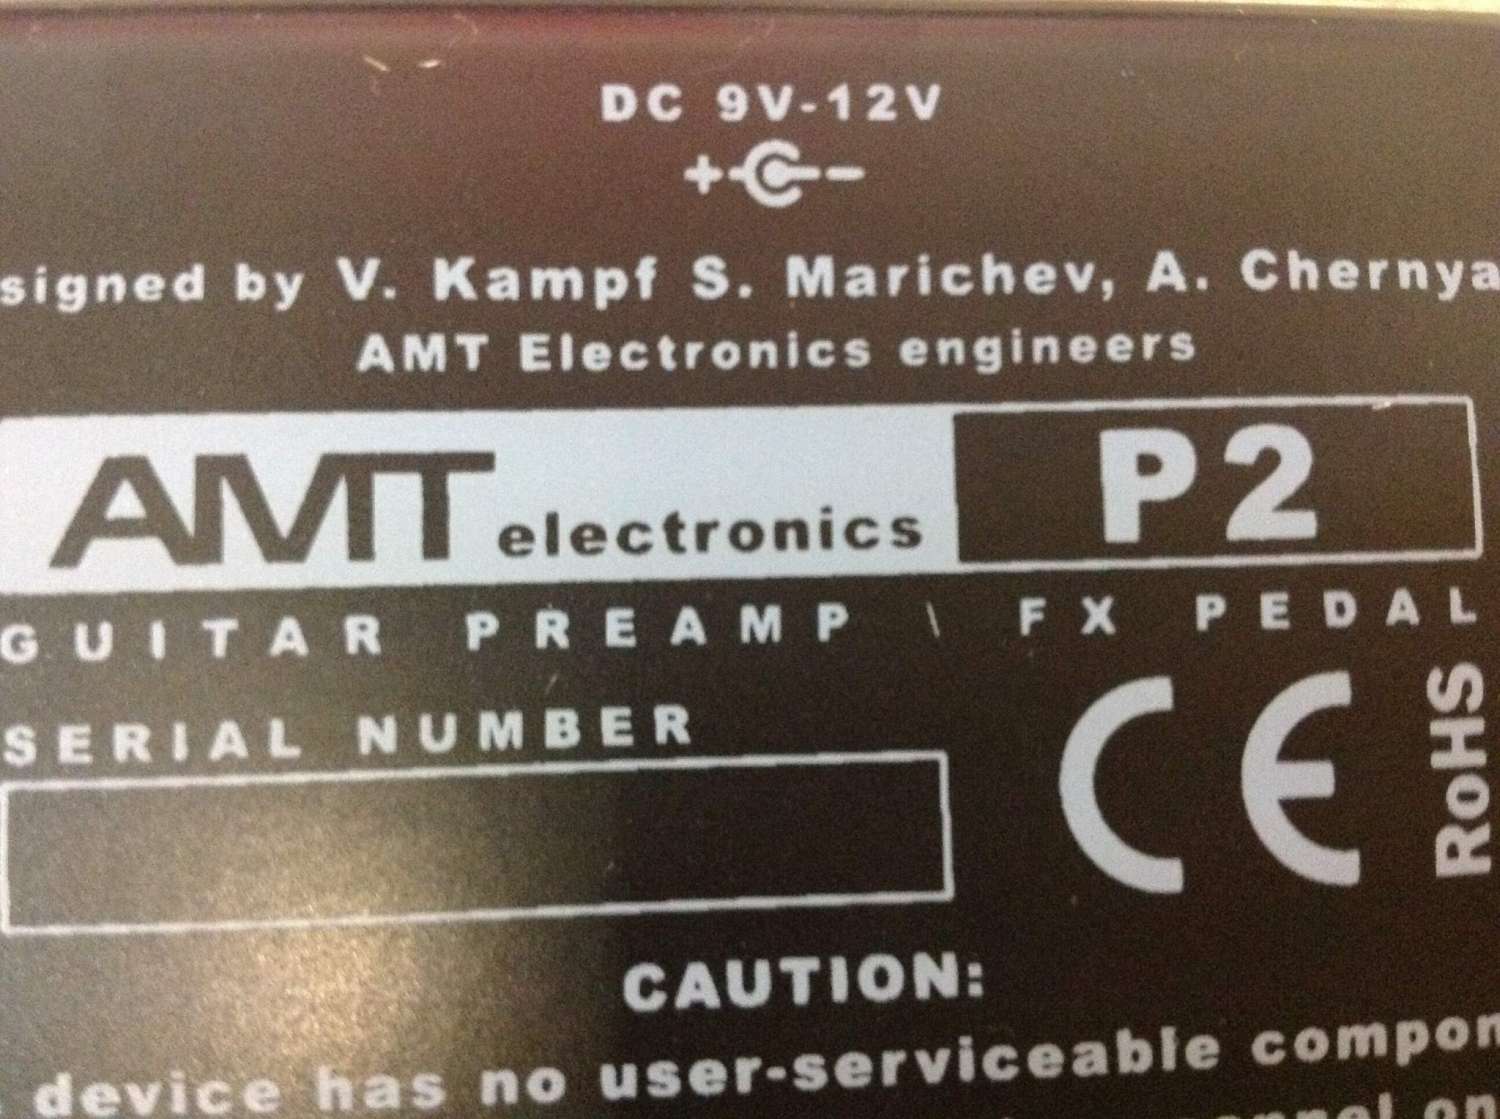 DC 9V-12V
+ -
signed by V. Kampf S. Marichev, A. Chernya
AMT Electronics engineers
AMT electronics P2
GUITAR PREAMP \ FX PEDAL
SERIAL NUMBER
CE RoHS
CAUTION:
device has no user-serviceable compon